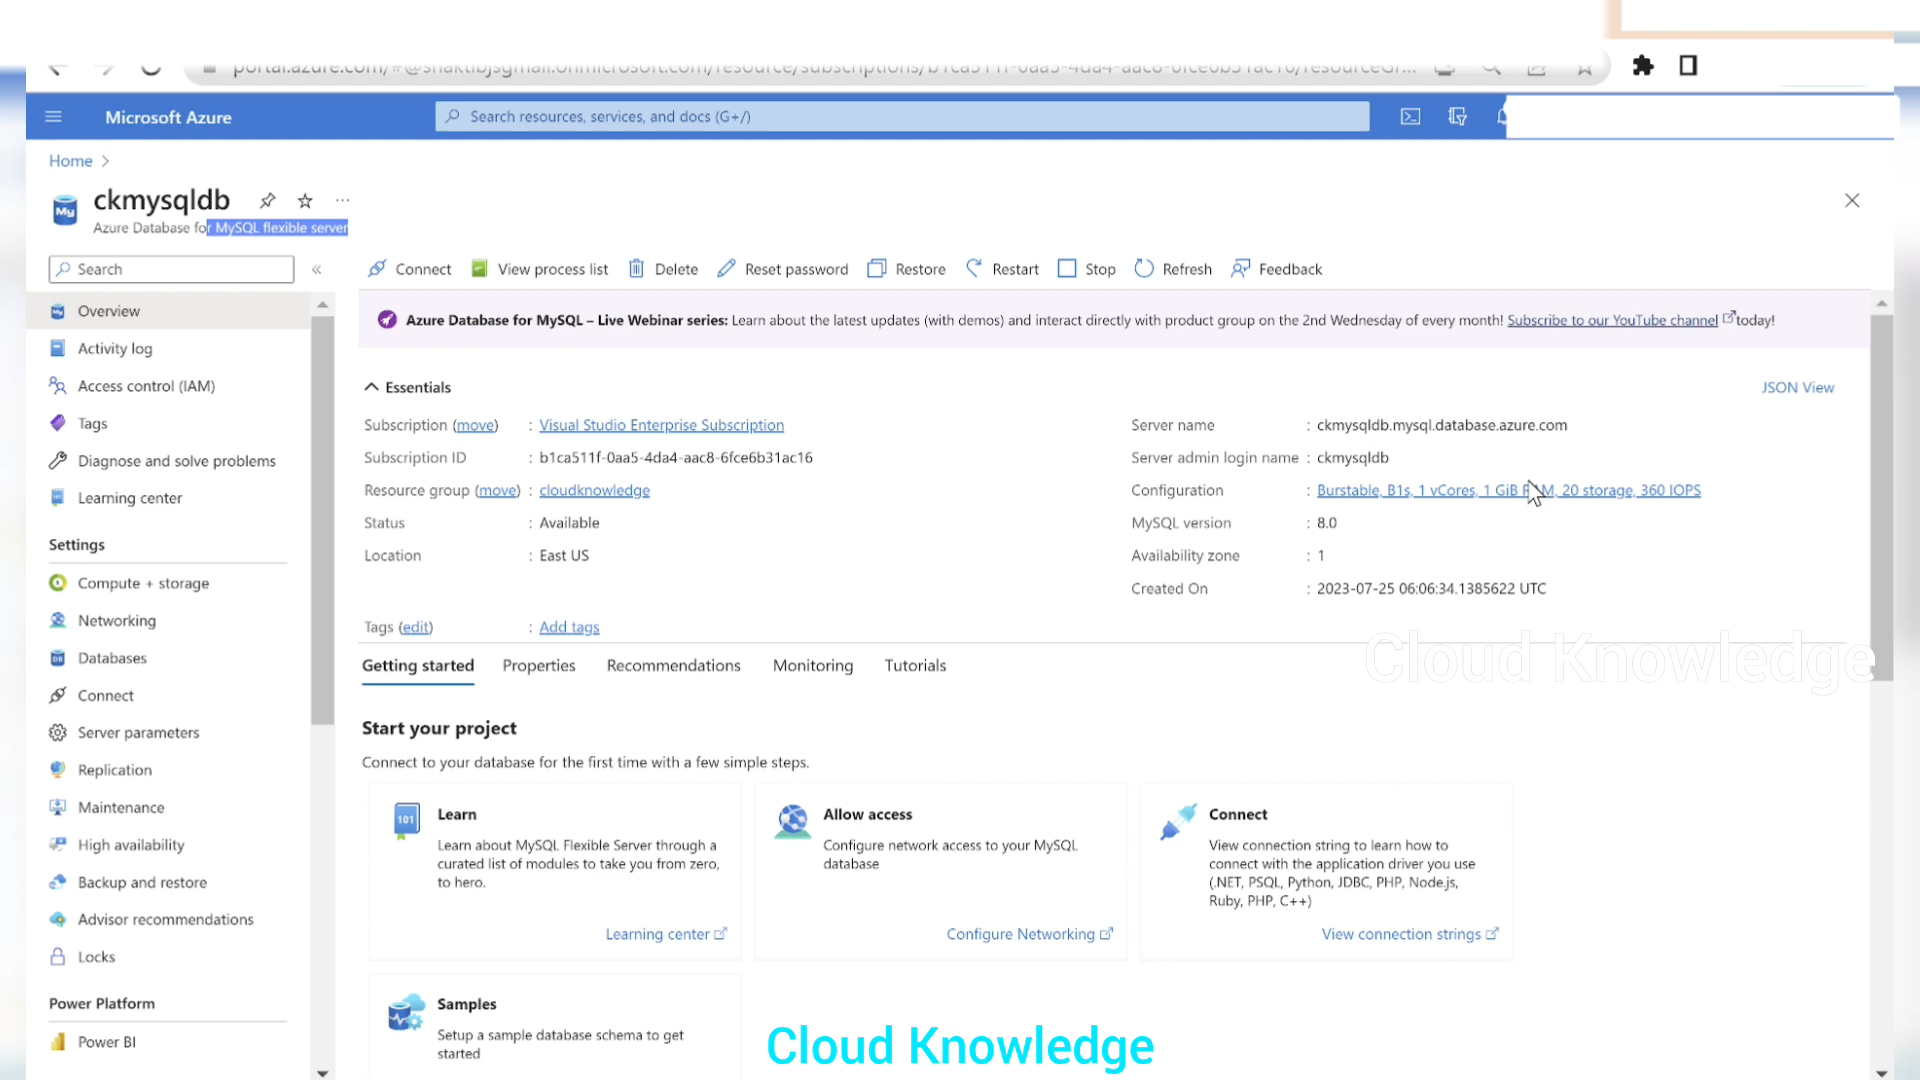 Microsoft Azure
Search resources, services, and docs (G+/)
Home
ckmysqldb
Azure Database for MySQL flexible server
Search
Connect
View process list
Delete
Reset password
Restore
Restart
Stop
Refresh
Feedback
Overview
Activity log
Access control (IAM)
Tags
Diagnose and solve problems
Learning center
Settings
Compute + storage
Networking
Databases
Connect
Server parameters
Replication
Maintenance
High availability
Backup and restore
Advisor recommendations
Locks
Power Platform
Power BI
Azure Database for MySQL – Live Webinar series: Learn about the latest updates (with demos) and interact directly with product group on the 2nd Wednesday of every month! Subscribe to our YouTube channel today!
Essentials
JSON View
Subscription (move) : Visual Studio Enterprise Subscription
Subscription ID : b1ca511f-0aa5-4da4-aac8-6fce6b31ac16
Resource group (move) : cloudknowledge
Status : Available
Location : East US
Tags (edit) : Add tags
Server name : ckmysqldb.mysql.database.azure.com
Server admin login name : ckmysqldb
Configuration : Burstable, B1s, 1 vCores, 1 GiB RAM, 20 storage, 360 IOPS
MySQL version : 8.0
Availability zone : 1
Created On : 2023-07-25 06:06:34.1385622 UTC
Cloud Knowledge
Getting started
Properties
Recommendations
Monitoring
Tutorials
Start your project
Connect to your database for the first time with a few simple steps.
101
Learn
Learn about MySQL Flexible Server through a
curated list of modules to take you from zero,
to hero.
Learning center
Allow access
Configure network access to your MySQL
database
Configure Networking
Connect
View connection string to learn how to
connect with the application driver you use
(.NET, PSQL, Python, JDBC, PHP, Node.js,
Ruby, PHP, C++)
View connection strings
Samples
Setup a sample database schema to get
started
Cloud Knowledge